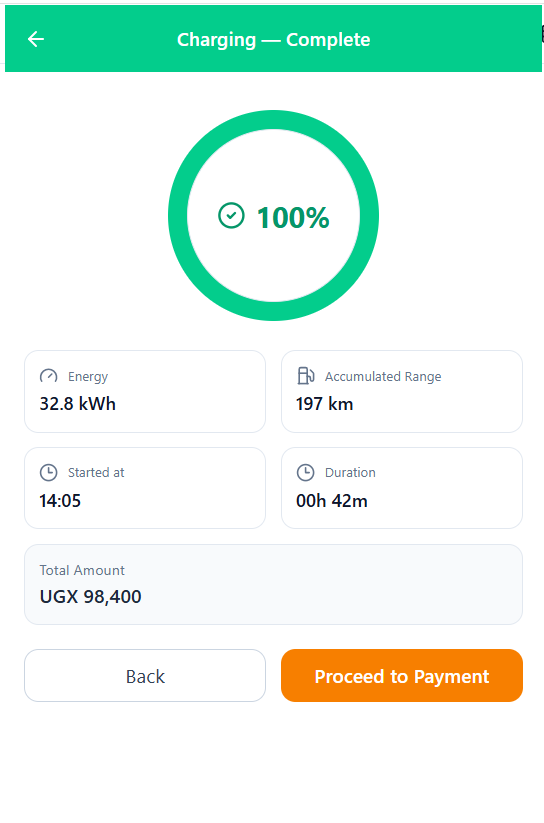 Charging — Complete
100%
Energy
32.8 kWh
Accumulated Range
197 km
Started at
14:05
Duration
00h 42m
Total Amount
UGX 98,400
Back
Proceed to Payment